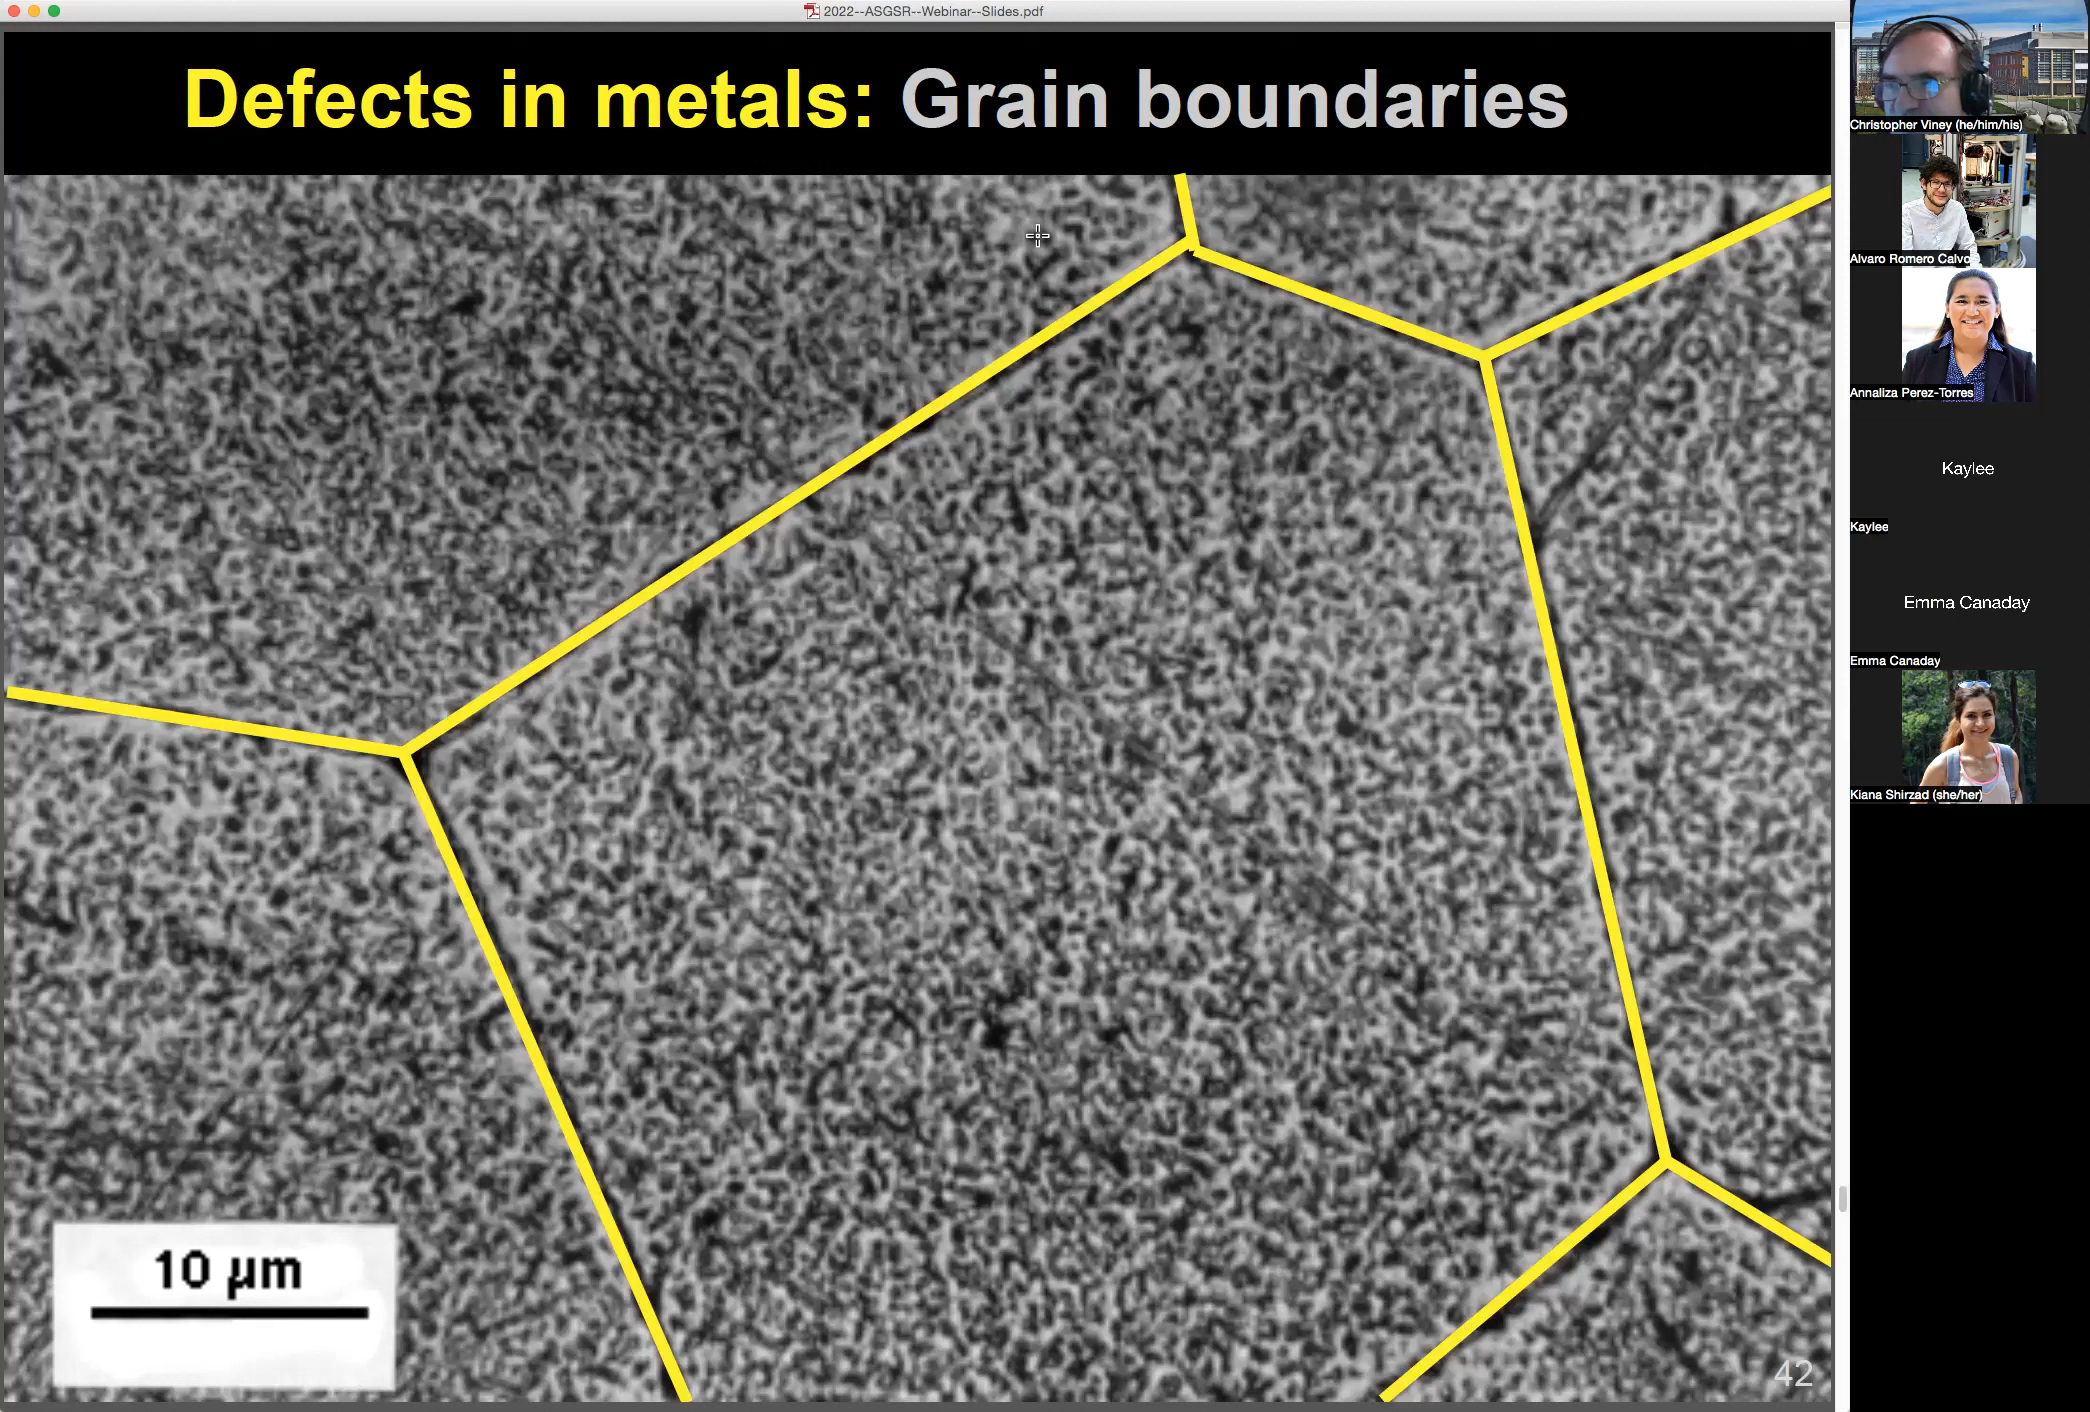 2022--ASGSR--Webinar--Slides.pdf
Defects in metals: Grain boundaries
10 µm
42
Christopher Viney (he/him/his)
Alvaro Romero Calvo
Annaliza Perez-Torres
Kaylee
Kaylee
Emma Canaday
Emma Canaday
Kiana Shirzad (she/her)